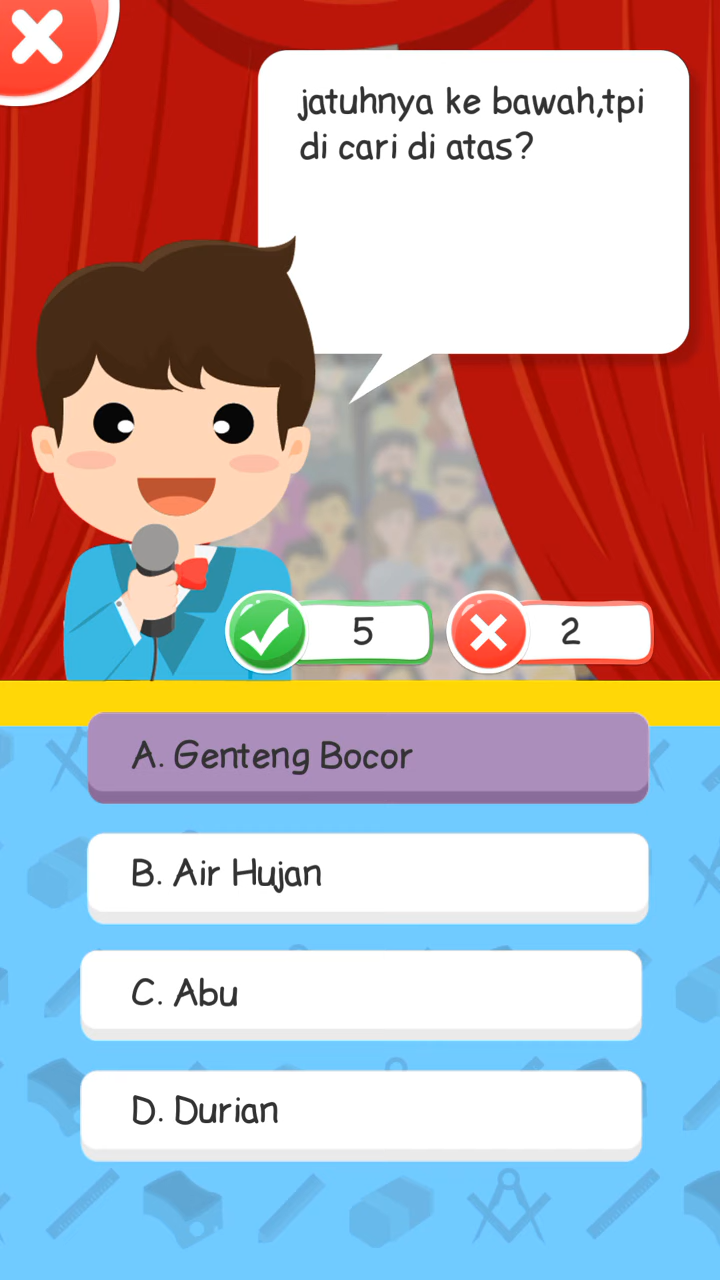 jatuhnya ke bawah,tpi
di cari di atas?
5
2
A. Genteng Bocor
B. Air Hujan
C. Abu
D. Durian